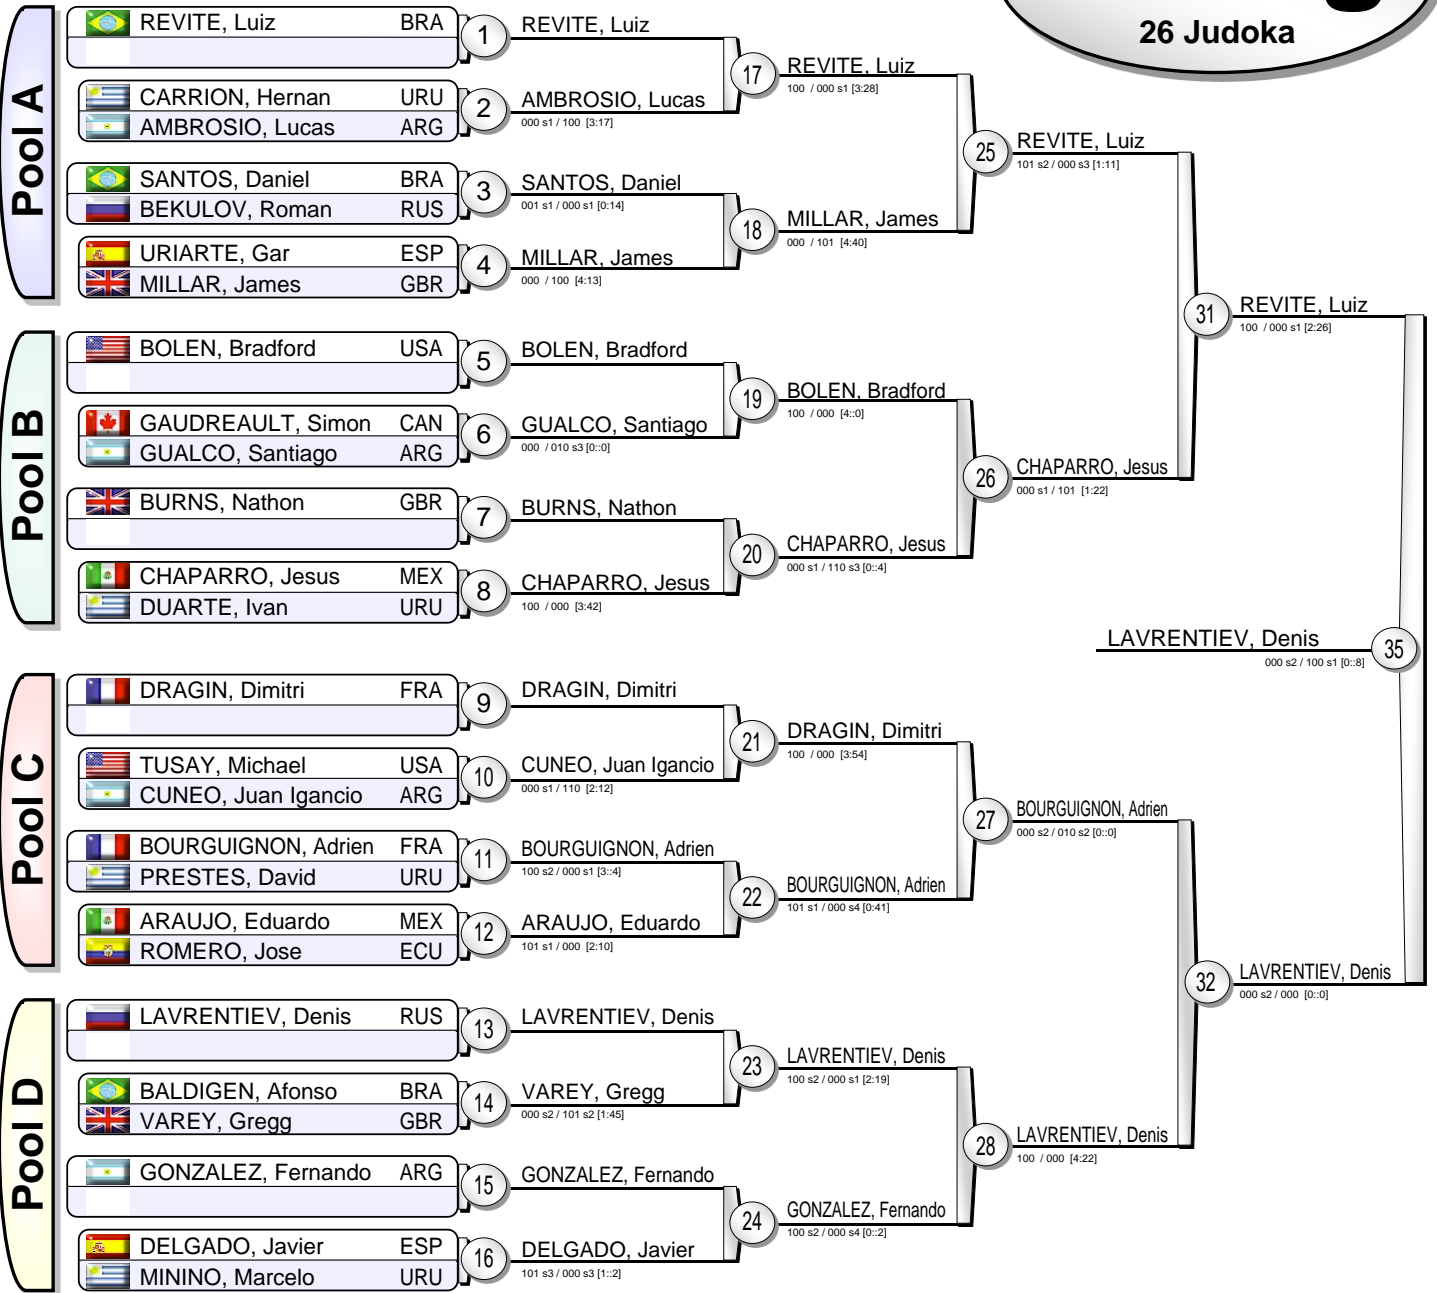 26 Judoka
Pool A
REVITE, Luiz BRA
1
CARRION, Hernan URU
AMBROSIO, Lucas ARG
2
SANTOS, Daniel BRA
BEKULOV, Roman RUS
3
URIARTE, Gar ESP
MILLAR, James GBR
4
Pool B
BOLEN, Bradford USA
5
GAUDREAULT, Simon CAN
GUALCO, Santiago ARG
6
BURNS, Nathon GBR
7
CHAPARRO, Jesus MEX
DUARTE, Ivan URU
8
Pool C
DRAGIN, Dimitri FRA
9
TUSAY, Michael USA
CUNEO, Juan Igancio ARG
10
BOURGUIGNON, Adrien FRA
PRESTES, David URU
11
ARAUJO, Eduardo MEX
ROMERO, Jose ECU
12
Pool D
LAVRENTIEV, Denis RUS
13
BALDIGEN, Afonso BRA
VAREY, Gregg GBR
14
GONZALEZ, Fernando ARG
15
DELGADO, Javier ESP
MININO, Marcelo URU
16
REVITE, Luiz
AMBROSIO, Lucas
000 s1 / 100 [3:17]
17
SANTOS, Daniel
001 s1 / 000 s1 [0:14]
MILLAR, James
000 / 100 [4:13]
18
BOLEN, Bradford
GUALCO, Santiago
000 / 010 s3 [0::0]
19
BURNS, Nathon
CHAPARRO, Jesus
100 / 000 [3:42]
20
DRAGIN, Dimitri
CUNEO, Juan Igancio
000 s1 / 110 [2:12]
21
BOURGUIGNON, Adrien
100 s2 / 000 s1 [3::4]
ARAUJO, Eduardo
101 s1 / 000 [2:10]
22
LAVRENTIEV, Denis
VAREY, Gregg
000 s2 / 101 s2 [1:45]
23
GONZALEZ, Fernando
DELGADO, Javier
101 s3 / 000 s3 [1::2]
24
REVITE, Luiz
100 / 000 s1 [3:28]
MILLAR, James
000 / 101 [4:40]
25
BOLEN, Bradford
100 / 000 [4::0]
CHAPARRO, Jesus
000 s1 / 110 s3 [0::4]
26
DRAGIN, Dimitri
100 / 000 [3:54]
BOURGUIGNON, Adrien
101 s1 / 000 s4 [0:41]
27
LAVRENTIEV, Denis
100 s2 / 000 s1 [2:19]
GONZALEZ, Fernando
100 s2 / 000 s4 [0::2]
28
REVITE, Luiz
101 s2 / 000 s3 [1:11]
CHAPARRO, Jesus
000 s1 / 101 [1:22]
31
BOURGUIGNON, Adrien
000 s2 / 010 s2 [0::0]
LAVRENTIEV, Denis
100 / 000 [4:22]
32
REVITE, Luiz
100 / 000 s1 [2:26]
LAVRENTIEV, Denis
000 s2 / 000 [0::0]
35
LAVRENTIEV, Denis
000 s2 / 100 s1 [0::8]